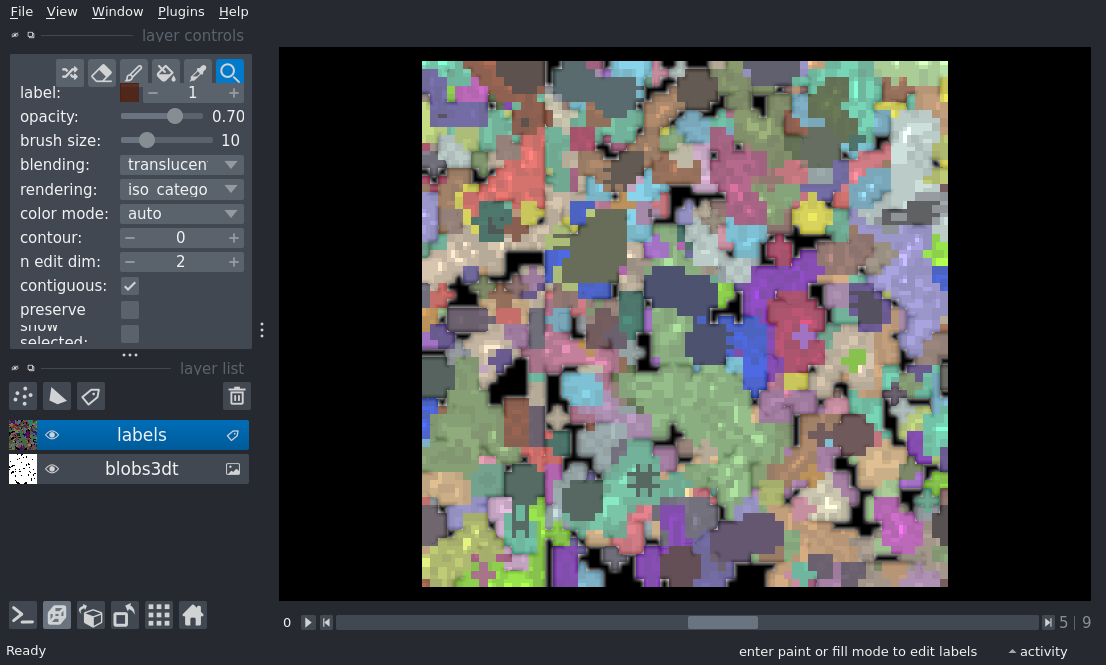 File View Window Plugins Help
layer controls
label: 1
opacity: 0.70
brush size: 10
blending: translucen
rendering: iso_catego
color mode: auto
contour: 0
n edit dim: 2
contiguous:
preserve
show
selected:
layer list
labels
blobs3dt
0 5 | 9
Ready enter paint or fill mode to edit labels activity